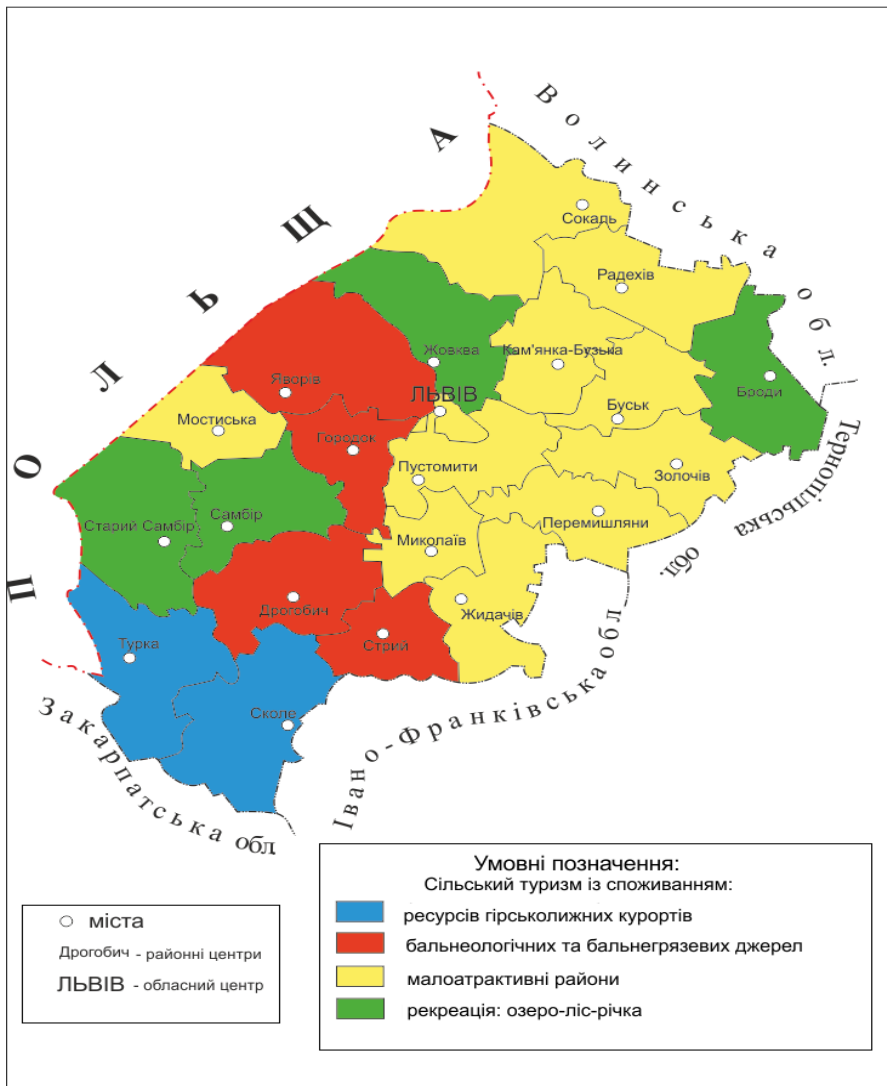 ПОЛЬЩА
Волинська обл.
Сокаль
Радехів
Жовква
Кам'янка-Бузька
Яворів
ЛЬВІВ
Броди
Мостиська
Городок
Буськ
Тернопільська обл.
Пустомити
Золочів
Старий Самбір
Самбір
Перемишляни
Миколаїв
Дрогобич
Жидачів
Стрий
Турка
Сколе
Івано-Франківська обл
Закарпатська обл
Умовні позначення:
Сільський туризм із споживанням:
ресурсів гірськолижних курортів
бальнеологічних та бальнегрязевих джерел
малоатрактивні райони
рекреація: озеро-ліс-річка
міста
Дрогобич - районні центри
ЛЬВІВ - обласний центр